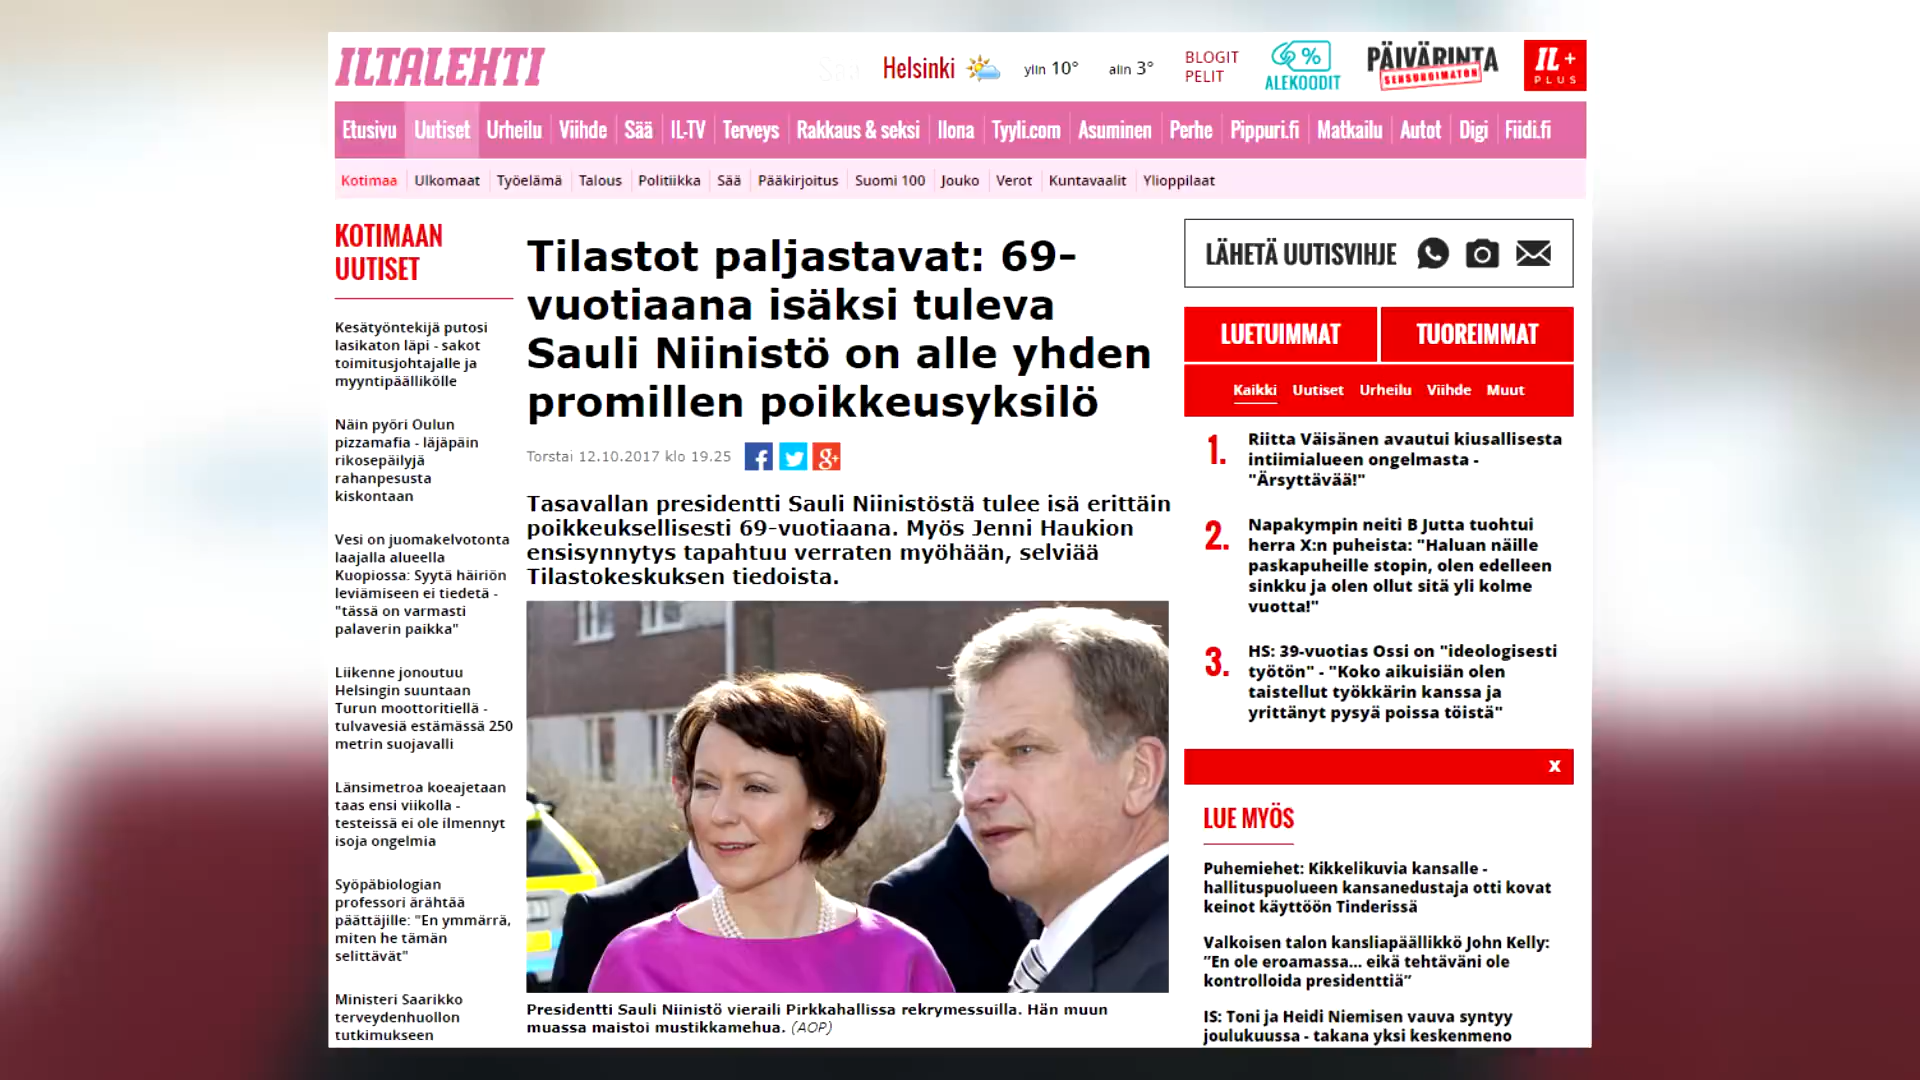 ILTALEHTI
Helsinki ylin 10° alin 3°
BLOGIT
PELIT
% ALEKOODIT
PÄIVÄRINTA
SENSUROIMATON
IL+
PLUS
Etusivu Uutiset Urheilu Viihde Sää IL-TV Terveys Rakkaus & seksi Ilona Tyyli.com Asuminen Perhe Pippuri.fi Matkailu Autot Digi Fiidi.fi
Kotimaa Ulkomaat Työelämä Talous Politiikka Sää Pääkirjoitus Suomi 100 Jouko Verot Kuntavaalit Ylioppilaat
KOTIMAAN
UUTISET
Kesätyöntekijä putosi
lasikaton läpi - sakot
toimitusjohtajalle ja
myyntipäällikölle
Näin pyöri Oulun
pizzamafia - läjäpäin
rikosepäilyjä
rahanpesusta
kiskontaan
Vesi on juomakelvotonta
laajalla alueella
Kuopiossa: Syytä häiriön
leviämiseen ei tiedetä -
"tässä on varmasti
palaverin paikka"
Liikenne jonoutuu
Helsingin suuntaan
Turun moottoritiellä -
tulvavesiä estämässä 250
metrin suojavalli
Länsimetroa koeajetaan
taas ensi viikolla -
testeissä ei ole ilmennyt
isoja ongelmia
Syöpäbiologian
professori ärähtää
päättäjille: "En ymmärrä,
miten he tämän
selittävät"
Ministeri Saarikko
terveydenhuollon
tutkimukseen
Tilastot paljastavat: 69-
vuotiaana isäksi tuleva
Sauli Niinistö on alle yhden
promillen poikkeusyksilö
Torstai 12.10.2017 klo 19.25
Tasavallan presidentti Sauli Niinistöstä tulee isä erittäin
poikkeuksellisesti 69-vuotiaana. Myös Jenni Haukion
ensisynnytys tapahtuu verraten myöhään, selviää
Tilastokeskuksen tiedoista.
Presidentti Sauli Niinistö vieraili Pirkkahallissa rekrymessuilla. Hän muun
muassa maistoi mustikkamehua. (AOP)
LÄHETÄ UUTISVIHJE
LUETUIMMAT TUOREIMMAT
Kaikki Uutiset Urheilu Viihde Muut
1. Riitta Väisänen avautui kiusallisesta
intiimialueen ongelmasta -
"Ärsyttävää!"
2. Napakympin neiti B Jutta tuohtui
herra X:n puheista: "Haluan näille
paskapuheille stopin, olen edelleen
sinkku ja olen ollut sitä yli kolme
vuotta!"
3. HS: 39-vuotias Ossi on "ideologisesti
työtön" - "Koko aikuisiän olen
taistellut työkkärin kanssa ja
yrittänyt pysyä poissa töistä"
X
LUE MYÖS
Puhemiehet: Kikkelikuvia kansalle -
hallituspuolueen kansanedustaja otti kovat
keinot käyttöön Tinderissä
Valkoisen talon kansliapäällikkö John Kelly:
”En ole eroamassa... eikä tehtäväni ole
kontrolloida presidenttiä”
IS: Toni ja Heidi Niemisen vauva syntyy
joulukuussa - takana yksi keskenmeno